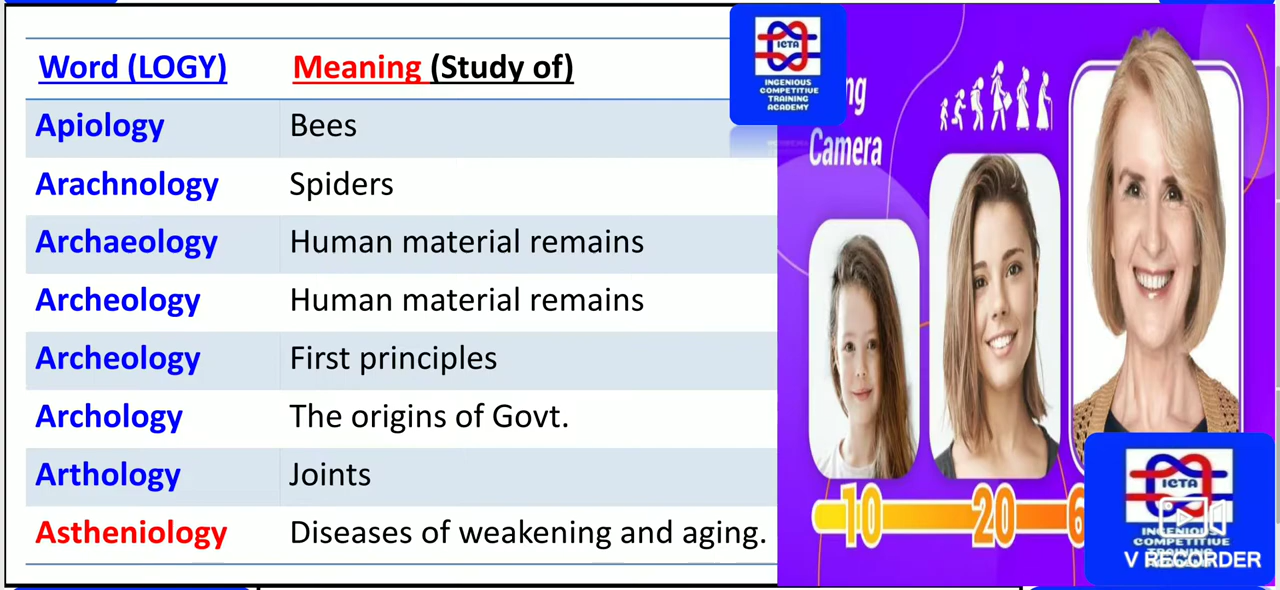 Word (LOGY) Meaning (Study of)
Apiology Bees
Arachnology Spiders
Archaeology Human material remains
Archeology Human material remains
Archeology First principles
Archology The origins of Govt.
Arthology Joints
Astheniology Diseases of weakening and aging.
ICTA
INGENIOUS
COMPETITIVE
TRAINING
ACADEMY
Camera
10 20
ICTA
INGENIOUS
COMPETITIVE
V RECORDER